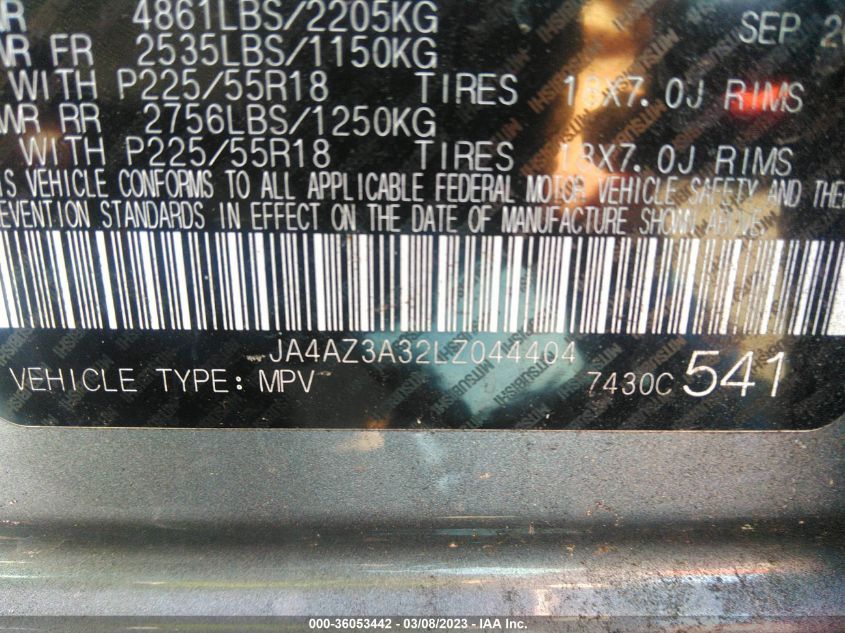 4861LBS/2205KG SEP 20
WR FR 2535LBS/1150KG
WITH P225/55R18 TIRES 18X7.0J RIMS
WR RR 2756LBS/1250KG
WITH P225/55R18 TIRES 18X7.0J RIMS
IS VEHICLE CONFORMS TO ALL APPLICABLE FEDERAL MOTOR VEHICLE SAFETY AND THE
EVENTION STANDARDS IN EFFECT ON THE DATE OF MANUFACTURE SHOWN ABOVE.
JA4AZ3A32LZ044404
VEHICLE TYPE: MPV 7430C 541
000-36053442 - 03/08/2023 - IAA Inc.